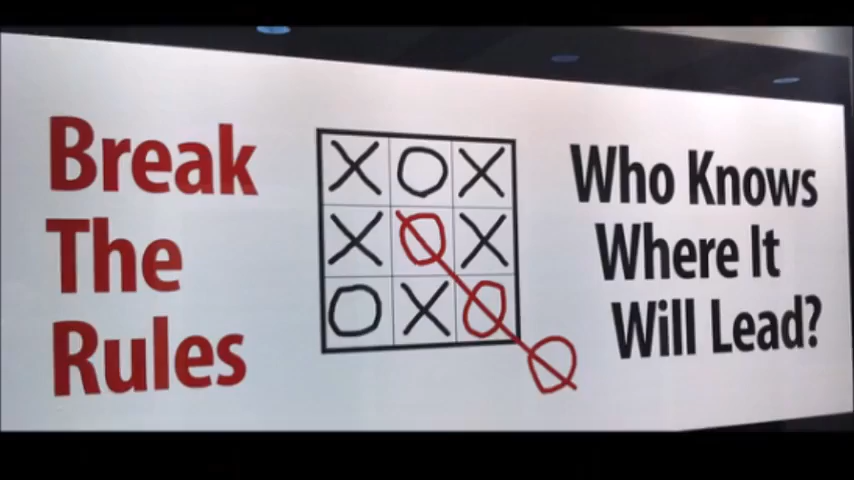 Break
The
Rules
X O X
X O X
O X O
O
Who Knows
Where It
Will Lead?